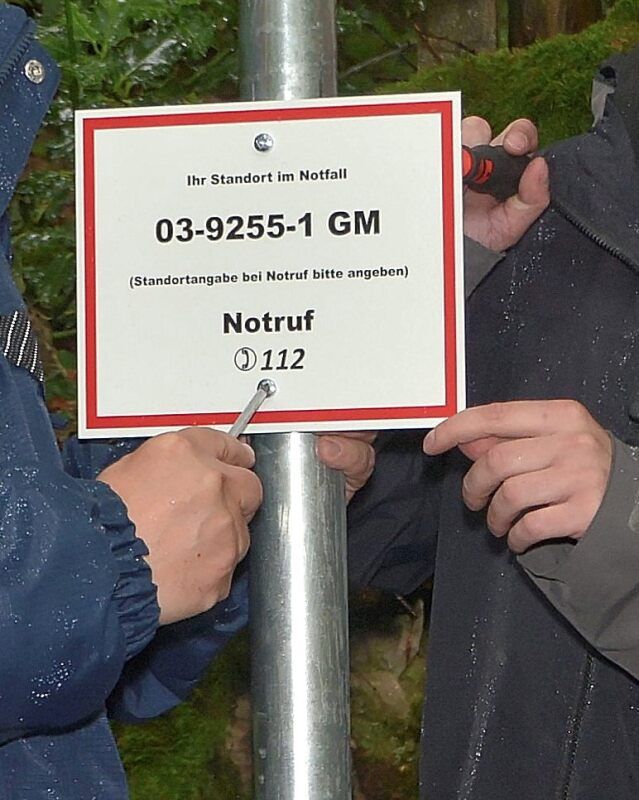 Ihr Standort im Notfall
03-9255-1 GM
(Standortangabe bei Notruf bitte angeben)
Notruf
✆112